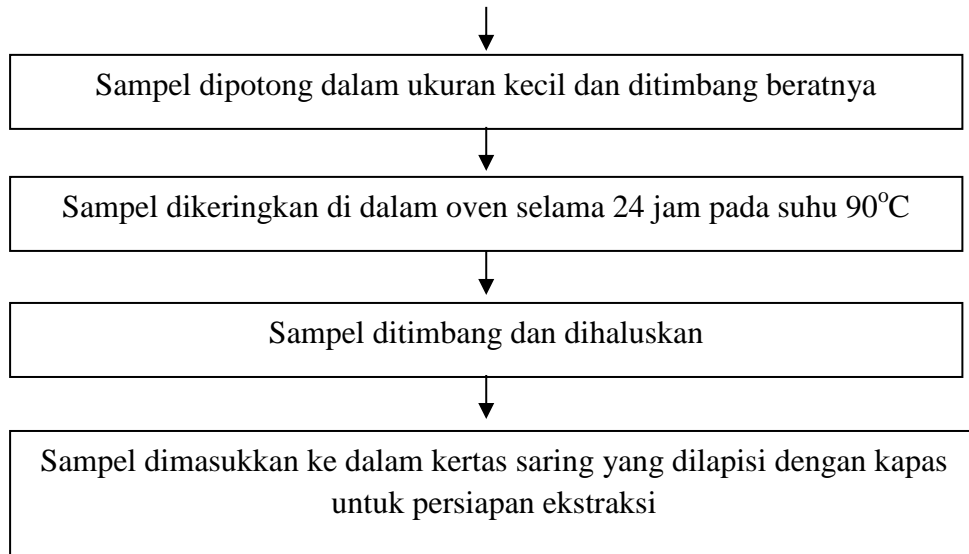 Sampel dipotong dalam ukuran kecil dan ditimbang beratnya
Sampel dikeringkan di dalam oven selama 24 jam pada suhu 90°C
Sampel ditimbang dan dihaluskan
Sampel dimasukkan ke dalam kertas saring yang dilapisi dengan kapas
untuk persiapan ekstraksi